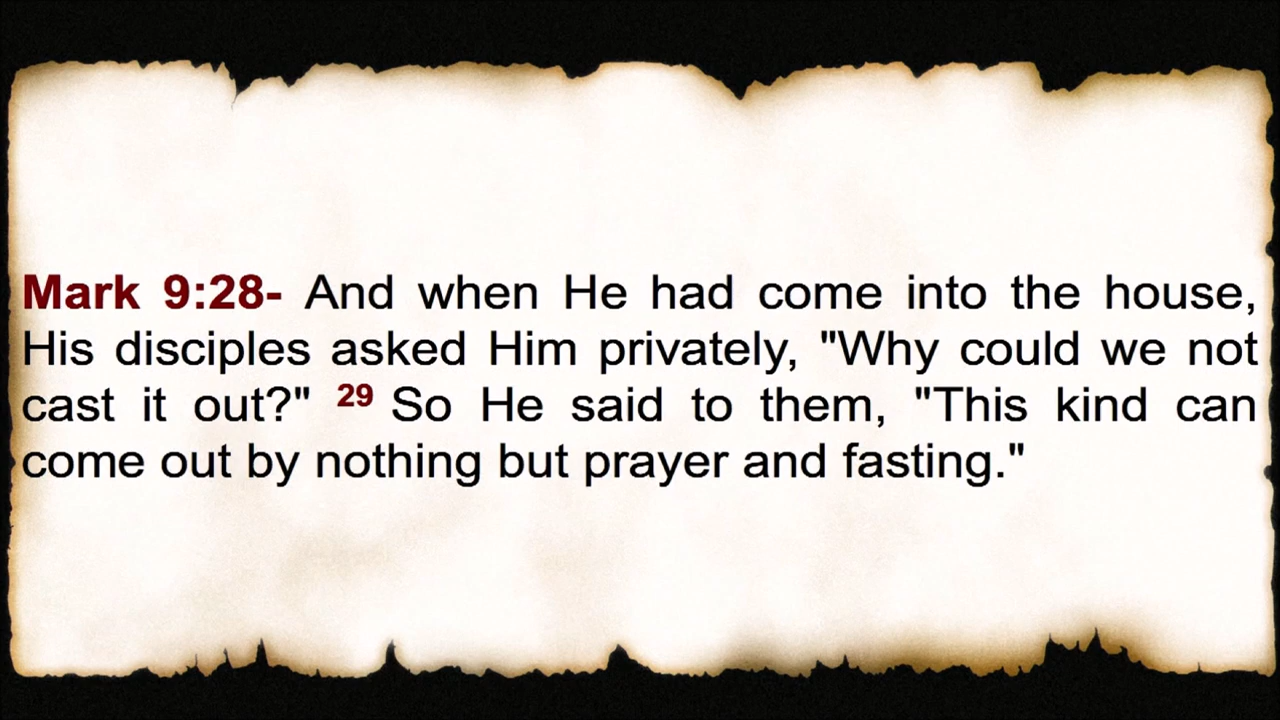 Mark 9:28- And when He had come into the house,
His disciples asked Him privately, "Why could we not
cast it out?" 29 So He said to them, "This kind can
come out by nothing but prayer and fasting."